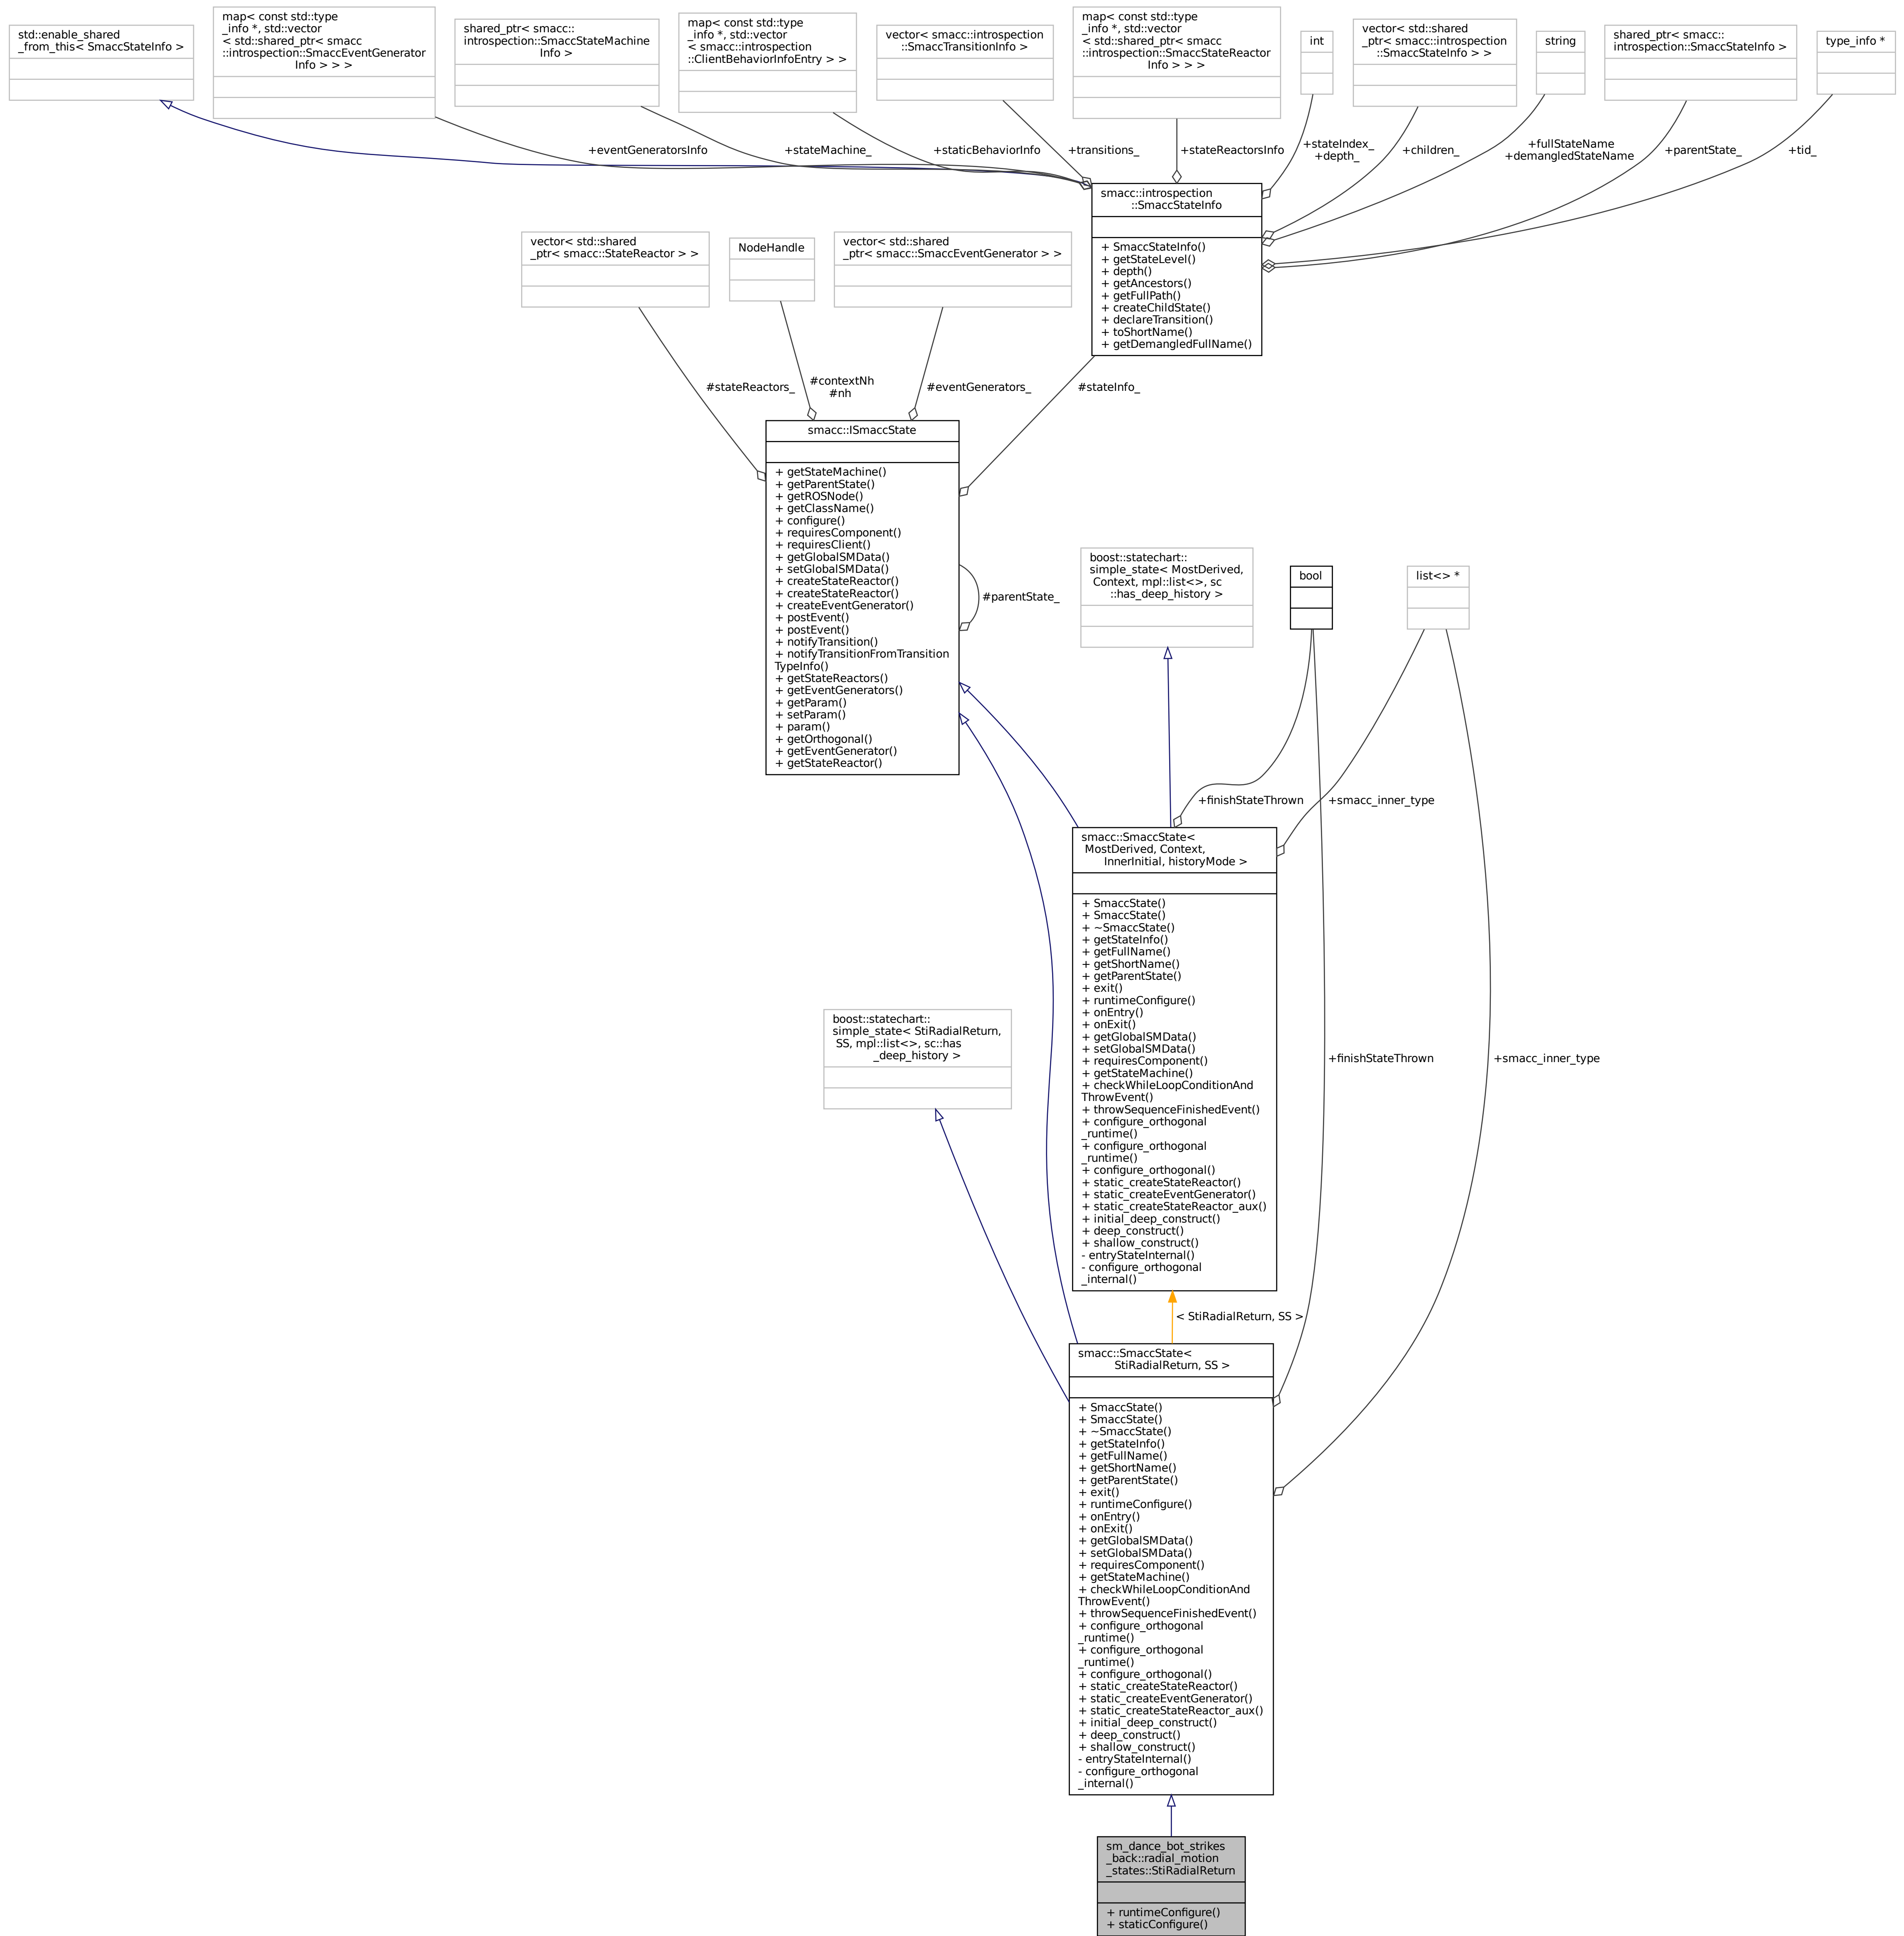 std::enable_shared
_from_this< SmaccStateInfo >
map< const std::type
_info *, std::vector
< std::shared_ptr< smacc
::introspection::SmaccEventGenerator
Info > > >
shared_ptr< smacc::
introspection::SmaccStateMachine
Info >
map< const std::type
_info *, std::vector
< smacc::introspection
::ClientBehaviorInfoEntry > >
vector< smacc::introspection
::SmaccTransitionInfo >
map< const std::type
_info *, std::vector
< std::shared_ptr< smacc
::introspection::SmaccStateReactor
Info > > >
int
vector< std::shared
_ptr< smacc::introspection
::SmaccStateInfo > >
string
shared_ptr< smacc::
introspection::SmaccStateInfo >
type_info *
+eventGeneratorsInfo
+stateMachine_
+staticBehaviorInfo
+transitions_
+stateReactorsInfo
+stateIndex_
+depth_
+children_
+fullStateName
+demangledStateName
+parentState_
+tid_
smacc::introspection
::SmaccStateInfo
+ SmaccStateInfo()
+ getStateLevel()
+ depth()
+ getAncestors()
+ getFullPath()
+ createChildState()
+ declareTransition()
+ toShortName()
+ getDemangledFullName()
vector< std::shared
_ptr< smacc::StateReactor > >
NodeHandle
vector< std::shared
_ptr< smacc::SmaccEventGenerator > >
#stateReactors_
#contextNh
#nh
#eventGenerators_
#stateInfo_
smacc::ISmaccState
+ getStateMachine()
+ getParentState()
+ getROSNode()
+ getClassName()
+ configure()
+ requiresComponent()
+ requiresClient()
+ getGlobalSMData()
+ setGlobalSMData()
+ createStateReactor()
+ createStateReactor()
+ createEventGenerator()
+ postEvent()
+ postEvent()
+ notifyTransition()
+ notifyTransitionFromTransition
TypeInfo()
+ getStateReactors()
+ getEventGenerators()
+ getParam()
+ setParam()
+ param()
+ getOrthogonal()
+ getEventGenerator()
+ getStateReactor()
#parentState_
boost::statechart::
simple_state< MostDerived,
Context, mpl::list<>, sc
::has_deep_history >
bool
list<> *
+finishStateThrown
+smacc_inner_type
smacc::SmaccState<
MostDerived, Context,
InnerInitial, historyMode >
+ SmaccState()
+ SmaccState()
+ ~SmaccState()
+ getStateInfo()
+ getFullName()
+ getShortName()
+ getParentState()
+ exit()
+ runtimeConfigure()
+ onEntry()
+ onExit()
+ getGlobalSMData()
+ setGlobalSMData()
+ requiresComponent()
+ getStateMachine()
+ checkWhileLoopConditionAnd
ThrowEvent()
+ throwSequenceFinishedEvent()
+ configure_orthogonal
_runtime()
+ configure_orthogonal
_runtime()
+ configure_orthogonal()
+ static_createStateReactor()
+ static_createEventGenerator()
+ static_createStateReactor_aux()
+ initial_deep_construct()
+ deep_construct()
+ shallow_construct()
- entryStateInternal()
- configure_orthogonal
_internal()
boost::statechart::
simple_state< StiRadialReturn,
SS, mpl::list<>, sc::has
_deep_history >
+finishStateThrown
+smacc_inner_type
< StiRadialReturn, SS >
smacc::SmaccState<
StiRadialReturn, SS >
+ SmaccState()
+ SmaccState()
+ ~SmaccState()
+ getStateInfo()
+ getFullName()
+ getShortName()
+ getParentState()
+ exit()
+ runtimeConfigure()
+ onEntry()
+ onExit()
+ getGlobalSMData()
+ setGlobalSMData()
+ requiresComponent()
+ getStateMachine()
+ checkWhileLoopConditionAnd
ThrowEvent()
+ throwSequenceFinishedEvent()
+ configure_orthogonal
_runtime()
+ configure_orthogonal
_runtime()
+ configure_orthogonal()
+ static_createStateReactor()
+ static_createEventGenerator()
+ static_createStateReactor_aux()
+ initial_deep_construct()
+ deep_construct()
+ shallow_construct()
- entryStateInternal()
- configure_orthogonal
_internal()
sm_dance_bot_strikes
_back::radial_motion
_states::StiRadialReturn
+ runtimeConfigure()
+ staticConfigure()